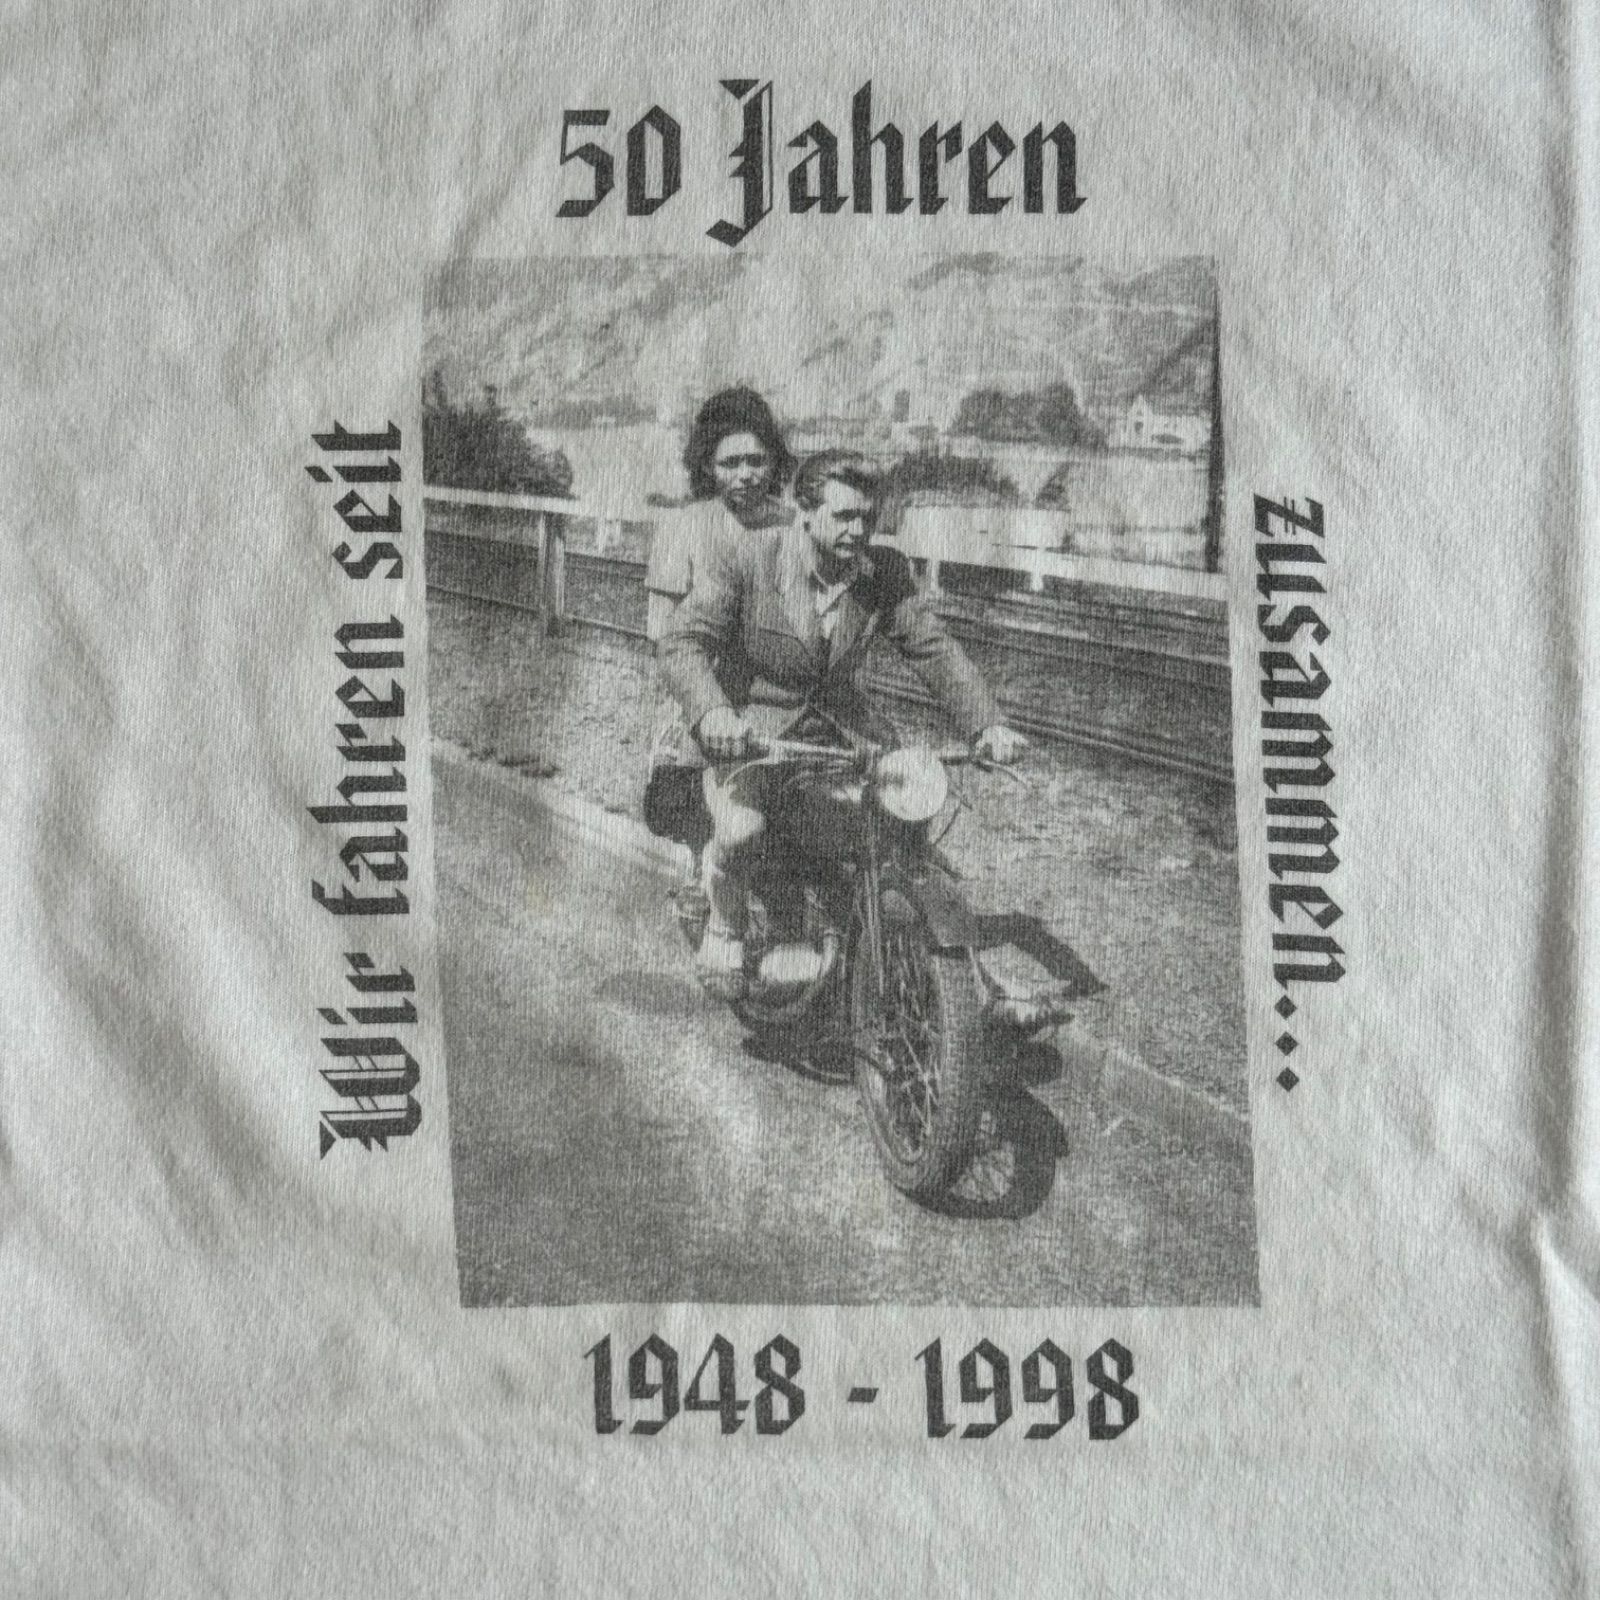 Wir fahren seit
50 Jahren
zusammen....
1948 - 1998